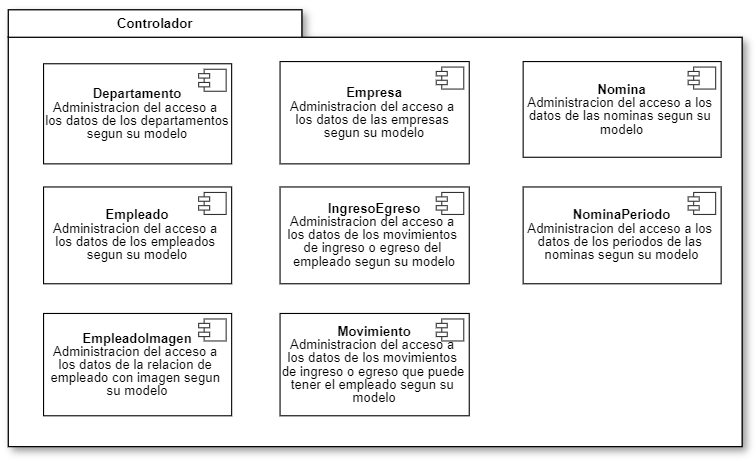 Controlador
Departamento
Administracion del acceso a
los datos de los departamentos
segun su modelo
Empresa
Administracion del acceso a
los datos de las empresas
segun su modelo
Nomina
Administracion del acceso a los
datos de las nominas segun su
modelo
Empleado
Administracion del acceso a
los datos de los empleados
segun su modelo
IngresoEgreso
Administracion del acceso a
los datos de los movimientos
de ingreso o egreso del
empleado segun su modelo
NominaPeriodo
Administracion del acceso a los
datos de los periodos de las
nominas segun su modelo
EmpleadoImagen
Administracion del acceso a
los datos de la relacion de
empleado con imagen segun
su modelo
Movimiento
Administracion del acceso a
los datos de los movimientos
de ingreso o egreso que puede
tener el empleado segun su
modelo